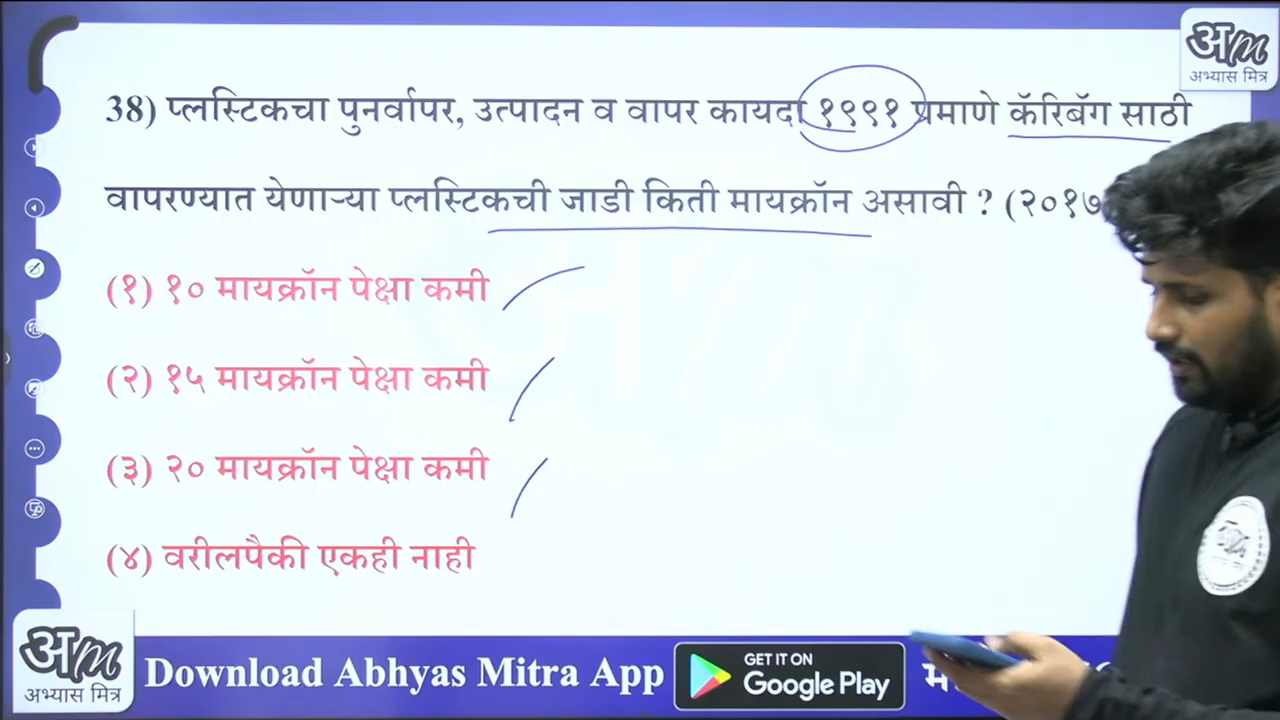 अm
अभ्यास मित्र
38) प्लास्टिकचा पुनर्वापर, उत्पादन व वापर कायदा १९९१ प्रमाणे कॅरिबॅग साठी
वापरण्यात येणाऱ्या प्लास्टिकची जाडी किती मायक्रॉन असावी ? (२०१७
(१) १० मायक्रॉन पेक्षा कमी
(२) १५ मायक्रॉन पेक्षा कमी
(३) २० मायक्रॉन पेक्षा कमी
(४) वरीलपैकी एकही नाही
अm
अभ्यास मित्र
Download Abhyas Mitra App
GET IT ON
Google Play